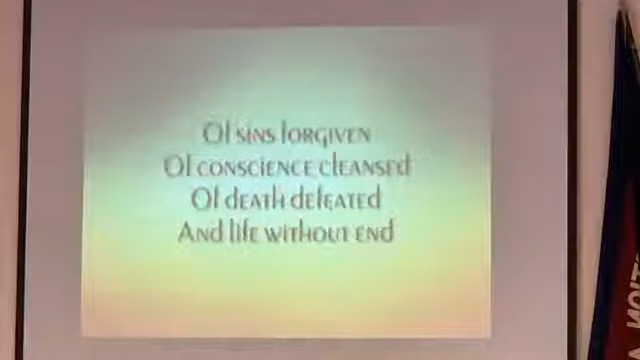 Of sins forgiven
Of conscience cleansed
Of death defeated
And life without end